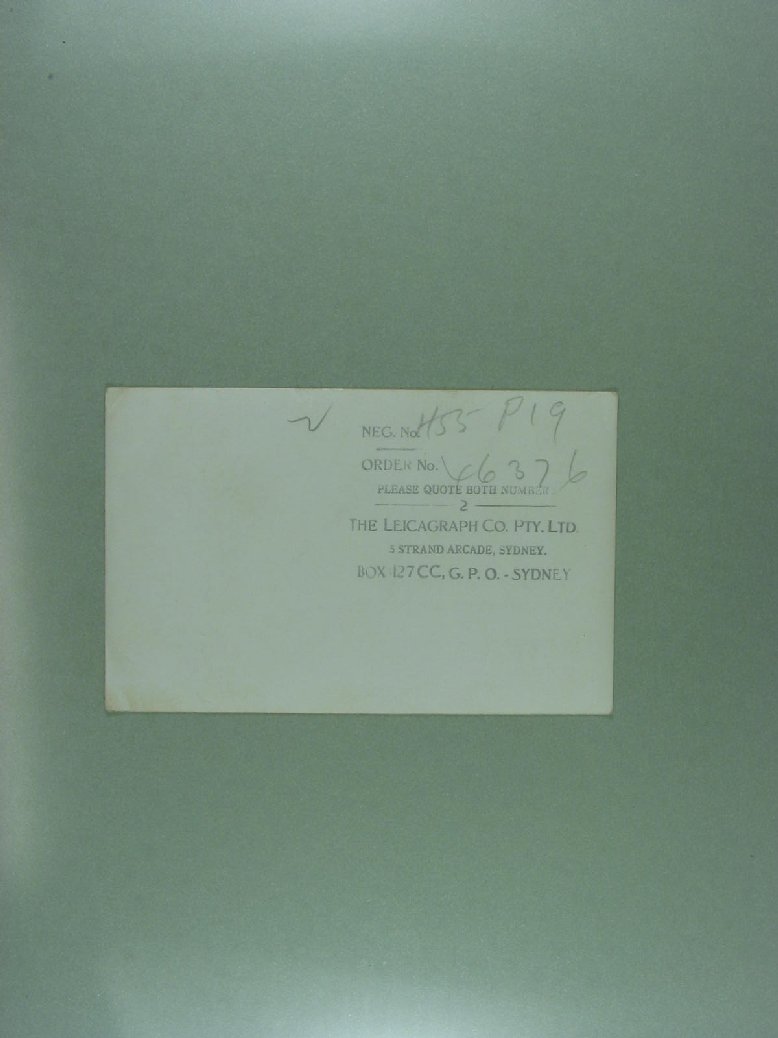 NEG. No. H55 P19
ORDER No. 46376
PLEASE QUOTE BOTH NUMBERS
2
THE LEICAGRAPH CO. PTY. LTD.
5 STRAND ARCADE, SYDNEY.
BOX 127CC, G. P. O. - SYDNEY